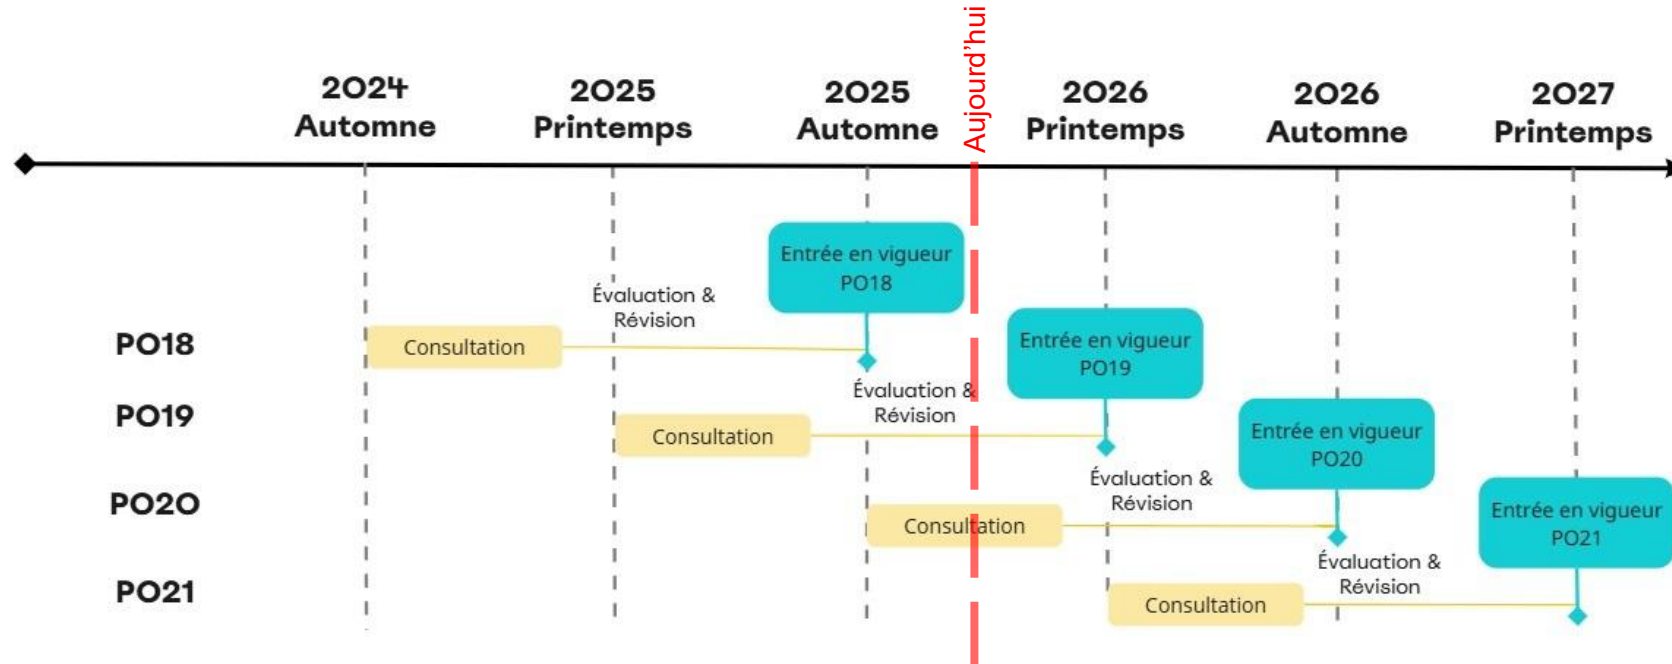 2024
Automne
2025
Printemps
2025
Automne
Aujourd'hui
2026
Printemps
2026
Automne
2027
Printemps
Entrée en vigueur
PO18
Évaluation &
Révision
PO18
Consultation
Entrée en vigueur
PO19
Évaluation &
Révision
PO19
Consultation
Entrée en vigueur
PO20
Évaluation &
Révision
PO20
Consultation
Entrée en vigueur
PO21
Évaluation &
Révision
PO21
Consultation